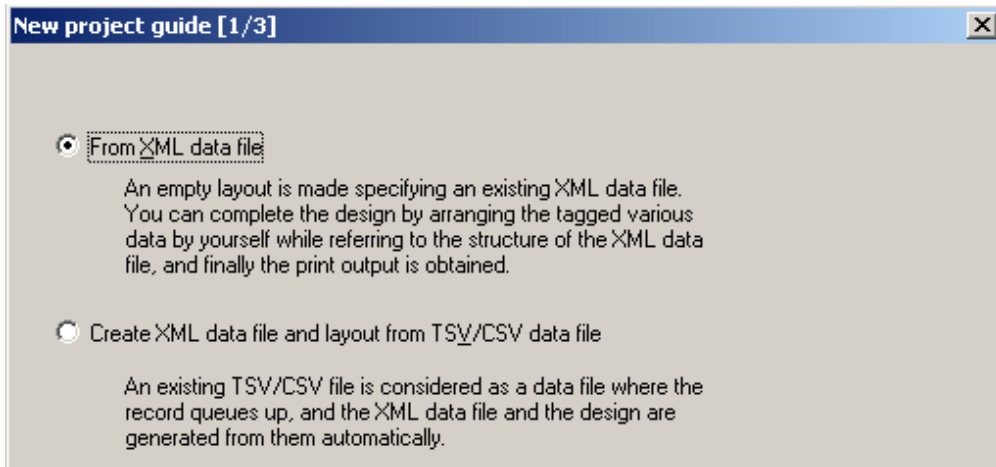 New project guide [1/3]
From XML data file
An empty layout is made specifying an existing XML data file.
You can complete the design by arranging the tagged various
data by yourself while referring to the structure of the XML data
file, and finally the print output is obtained.
Create XML data file and layout from TSV/CSV data file
An existing TSV/CSV file is considered as a data file where the
record queues up, and the XML data file and the design are
generated from them automatically.